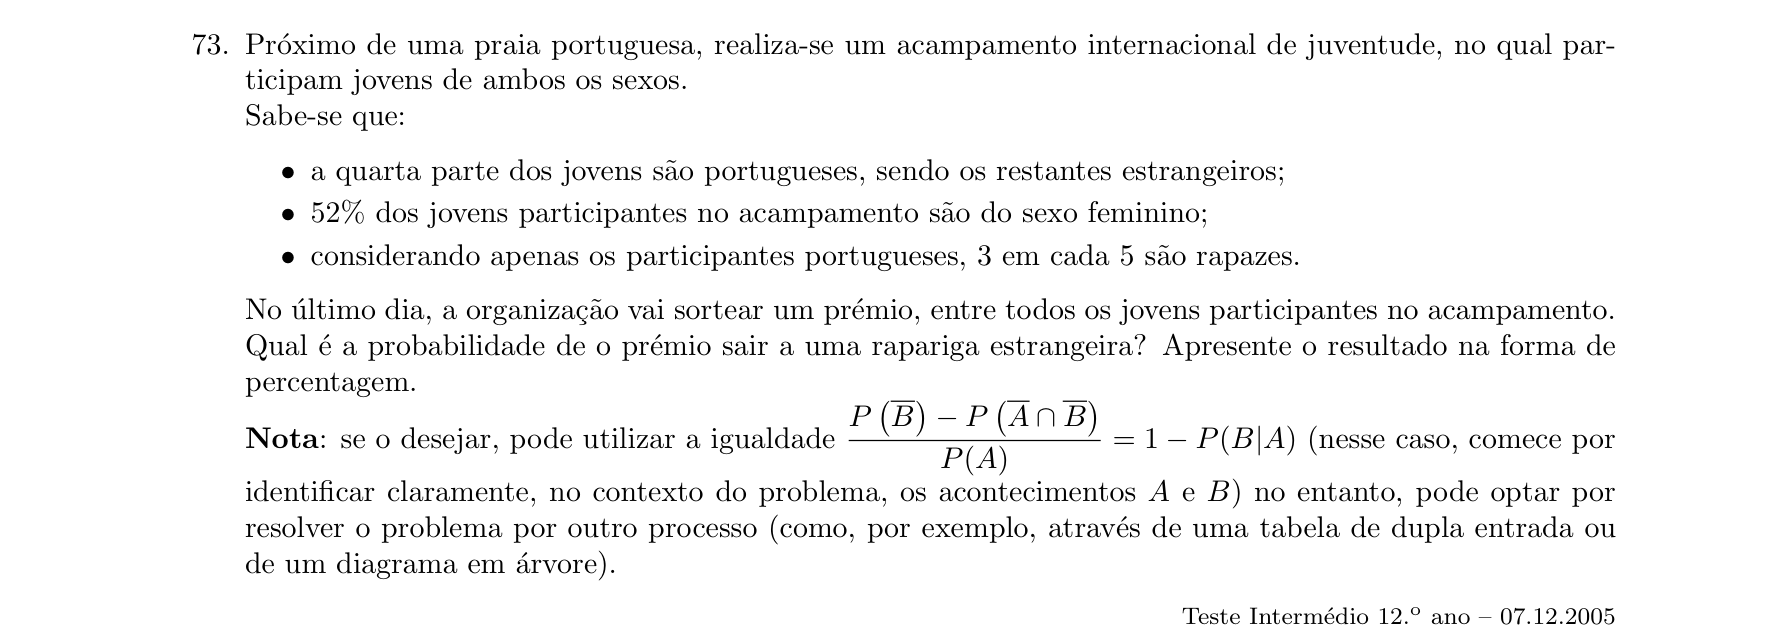 73. Próximo de uma praia portuguesa, realiza-se um acampamento internacional de juventude, no qual par-
ticipam jovens de ambos os sexos.
Sabe-se que:
• a quarta parte dos jovens são portugueses, sendo os restantes estrangeiros;
• 52% dos jovens participantes no acampamento são do sexo feminino;
• considerando apenas os participantes portugueses, 3 em cada 5 são rapazes.
No último dia, a organização vai sortear um prémio, entre todos os jovens participantes no acampamento.
Qual é a probabilidade de o prémio sair a uma rapariga estrangeira? Apresente o resultado na forma de
percentagem.
Nota: se o desejar, pode utilizar a igualdade $\frac{P\left(\overline{B}\right) - P\left(\overline{A} \cap \overline{B}\right)}{P(A)} = 1 - P(B|A)$ (nesse caso, comece por
identificar claramente, no contexto do problema, os acontecimentos A e B) no entanto, pode optar por
resolver o problema por outro processo (como, por exemplo, através de uma tabela de dupla entrada ou
de um diagrama em árvore).
Teste Intermédio 12.º ano – 07.12.2005